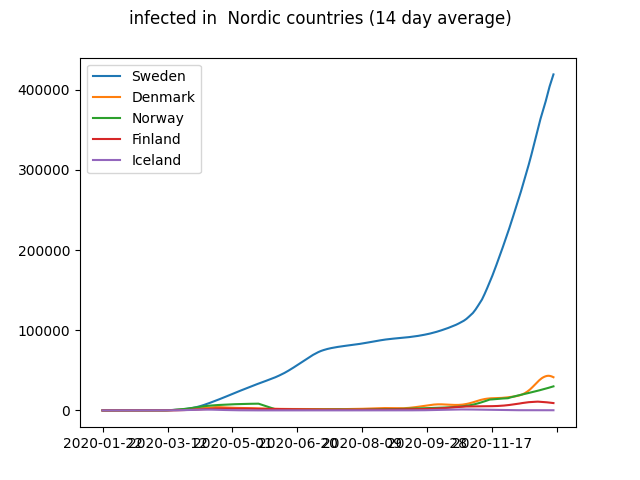 infected in  Nordic countries (14 day average)
Sweden
Denmark
Norway
Finland
Iceland
400000
300000
200000
100000
0
2020-01-22 2020-03-12 2020-05-01 2020-06-20 2020-08-09 2020-09-28 2020-11-17